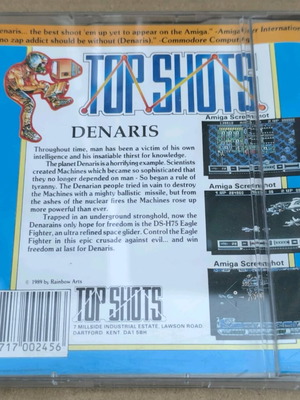 Denaris... the best shoot 'em up yet to appear on the Amiga." -Amiga User Internation
no zap addict should be without (Denaris)." -Commodore Comput
TOP SHOTS
DENARIS
Throughout time, man has been a victim of his own
intelligence and his insatiable thirst for knowledge.
The planet Denaris is a horrifying example. Scientists
created Machines which became so sophisticated that
they no longer depended on man - So began a rule of
tyranny. The Denarian people tried in vain to destroy
the Machines with a mighty ballistic missile, but from
the ashes of the nuclear fires the Machines rose up
more powerful than ever.
Trapped in an underground stronghold, now the
Denarains only hope for freedom is the DS-H75 Eagle
Fighter, an ultra refined space glider. Control the Eagle
Fighter in this epic crusade against evil... and win
freedom at last for Denaris.
© 1989 by Rainbow Arts
Amiga Screenshot
Amiga Screenshot
Amiga Screenshot
TOP SHOTS
7 MILLSIDE INDUSTRIAL ESTATE, LAWSON ROAD
DARTFORD KENT DA1 5BH
717 002456